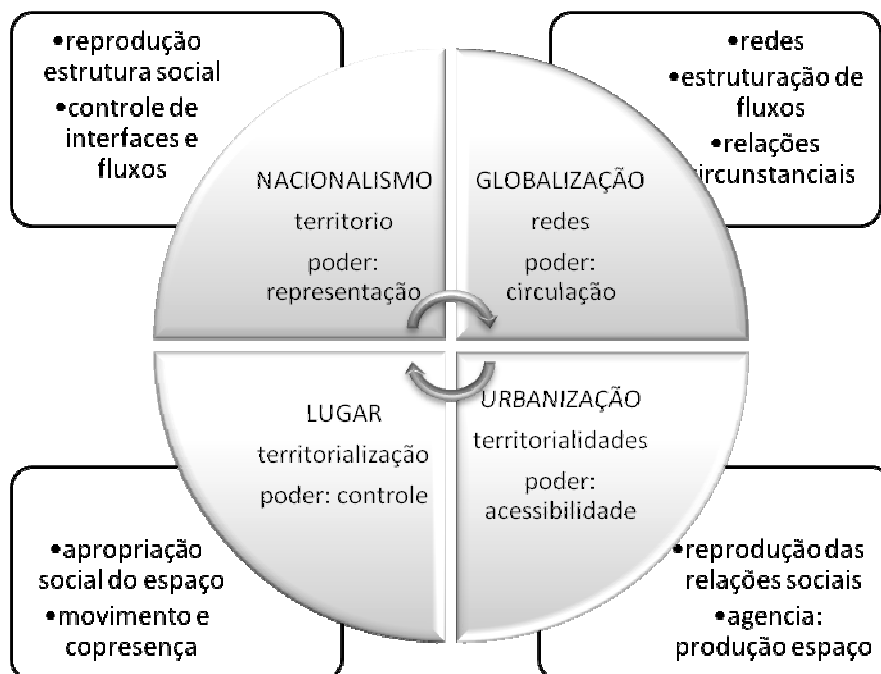 •reprodução
estrutura social
•controle de
interfaces e
fluxos
•redes
•estruturação de
fluxos
•relações
circunstanciais
NACIONALISMO
territorio
poder:
representação
GLOBALIZAÇÃO
redes
poder:
circulação
LUGAR
territorialização
poder: controle
URBANIZAÇÃO
territorialidades
poder:
acessibilidade
•apropriação
social do espaço
•movimento e
copresença
•reprodução das
relações sociais
•agencia:
produção espaço